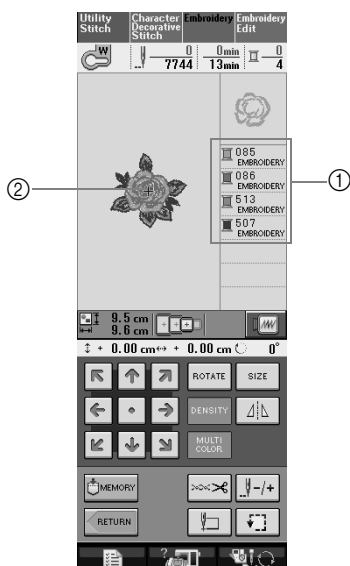 Utility Stitch
Character Decorative Stitch
Embroidery
Embroidery Edit
W
0
7744
0min
13min
0
4
085
EMBROIDERY
086
EMBROIDERY
513
EMBROIDERY
507
EMBROIDERY
①
②
9.5 cm
9.6 cm
+ 0.00 cm + 0.00 cm 0°
ROTATE
SIZE
DENSITY
MULTI COLOR
MEMORY
-/+
RETURN
?